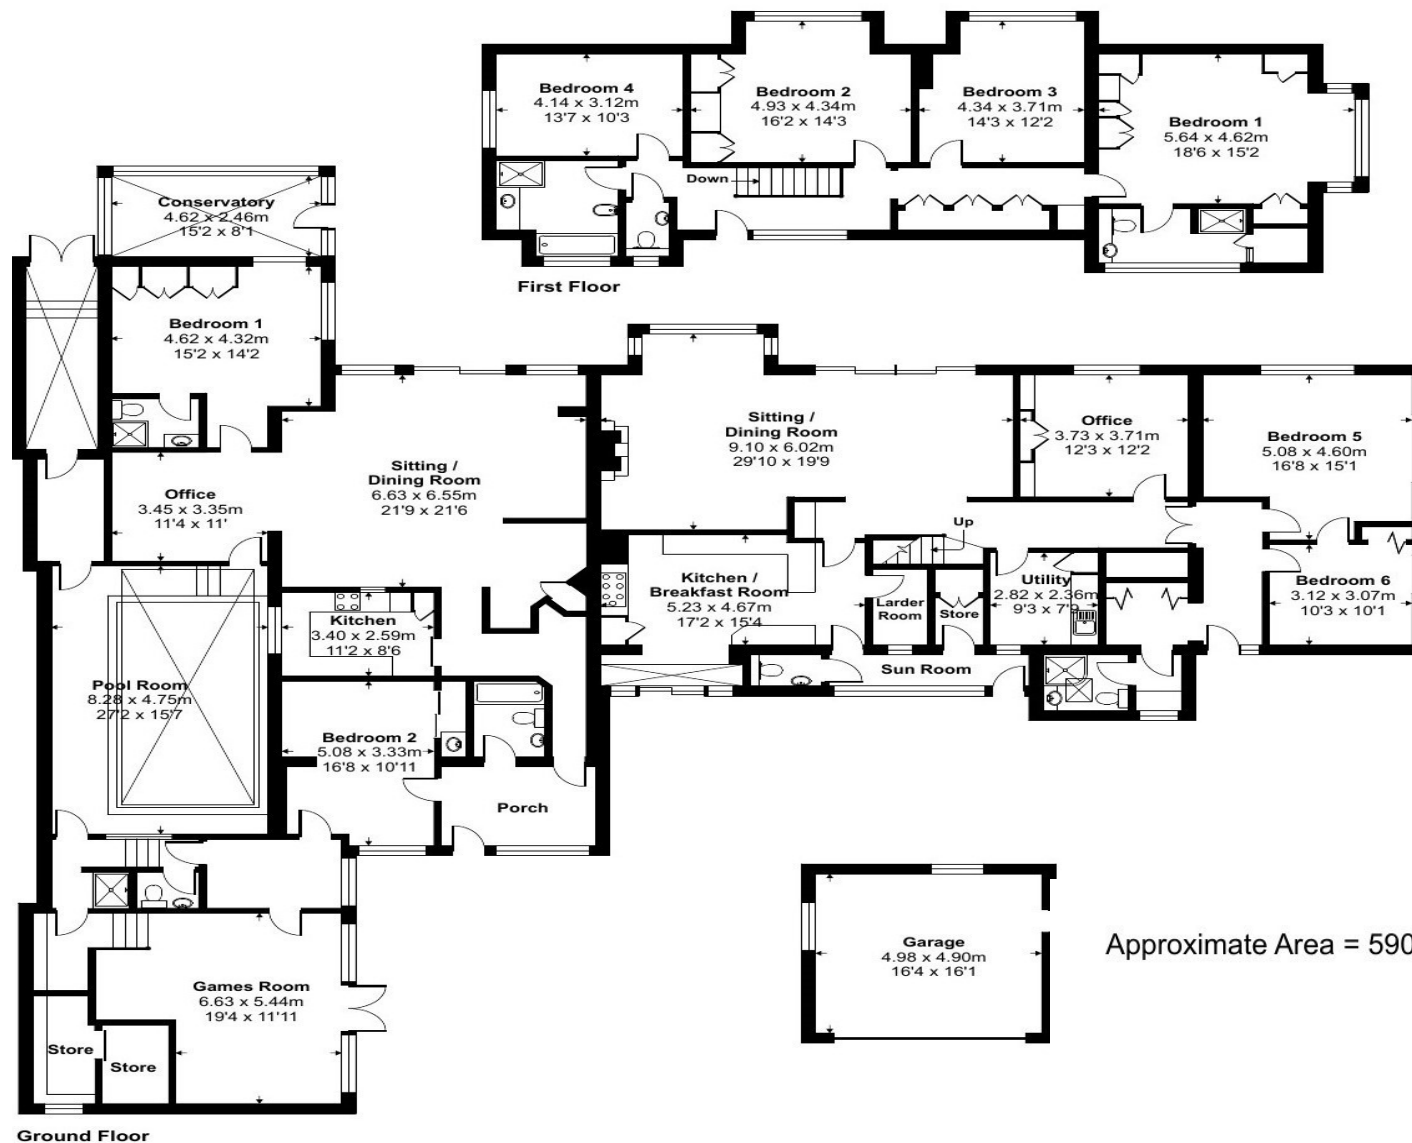 Bedroom 4
4.14 x 3.12m
13'7 x 10'3
Bedroom 2
4.93 x 4.34m
16'2 x 14'3
Bedroom 3
4.34 x 3.71m
14'3 x 12'2
Bedroom 1
5.64 x 4.62m
18'6 x 15'2
Down
First Floor
Conservatory
4.62 x 2.46m
15'2 x 8'1
Bedroom 1
4.62 x 4.32m
15'2 x 14'2
Sitting /
Dining Room
6.63 x 6.55m
21'9 x 21'6
Office
3.45 x 3.35m
11'4 x 11'
Sitting /
Dining Room
9.10 x 6.02m
29'10 x 19'9
Office
3.73 x 3.71m
12'3 x 12'2
Bedroom 5
5.08 x 4.60m
16'8 x 15'1
Up
Kitchen /
Breakfast Room
5.23 x 4.67m
17'2 x 15'4
Larder
Room
Store
Utility
2.82 x 2.36m
9'3 x 7'9
Bedroom 6
3.12 x 3.07m
10'3 x 10'1
Kitchen
3.40 x 2.59m
11'2 x 8'6
Sun Room
Pool Room
8.28 x 4.75m
27'2 x 15'7
Bedroom 2
5.08 x 3.33m
16'8 x 10'11
Porch
Garage
4.98 x 4.90m
16'4 x 16'1
Approximate Area = 590
Games Room
6.63 x 5.44m
19'4 x 11'11
Store
Store
Ground Floor